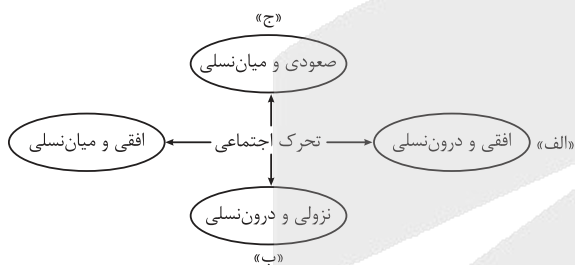 «ج»
صعودی و میان‌نسلی
«الف» افقی و درون‌نسلی تحرک اجتماعی افقی و میان‌نسلی
نزولی و درون‌نسلی
«ب»